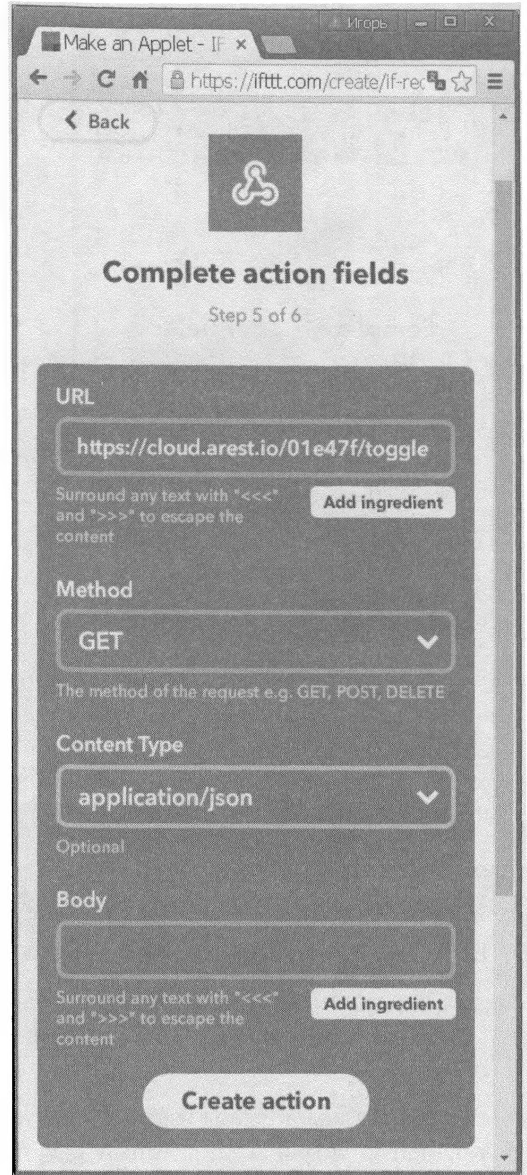 Игорь
Make an Applet - IF
https://ifttt.com/create/if-rec
Back
Complete action fields
Step 5 of 6
URL
https://cloud.arest.io/01e47f/toggle
Surround any text with "<<<"
and ">>>" to escape the
content
Add ingredient
Method
GET
The method of the request e.g. GET, POST, DELETE
Content Type
application/json
Optional
Body
Surround any text with "<<<"
and ">>>" to escape the
content
Add ingredient
Create action